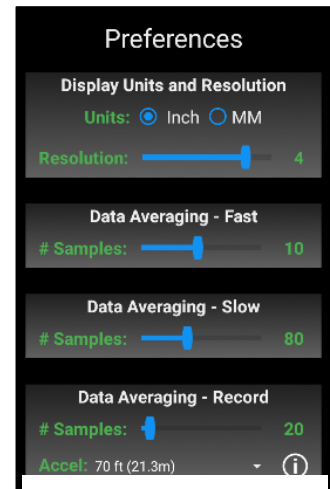 Preferences
Display Units and Resolution
Units: Inch MM
Resolution: 4
Data Averaging - Fast
# Samples: 10
Data Averaging - Slow
# Samples: 80
Data Averaging - Record
# Samples: 20
Accel: 70 ft (21.3m)